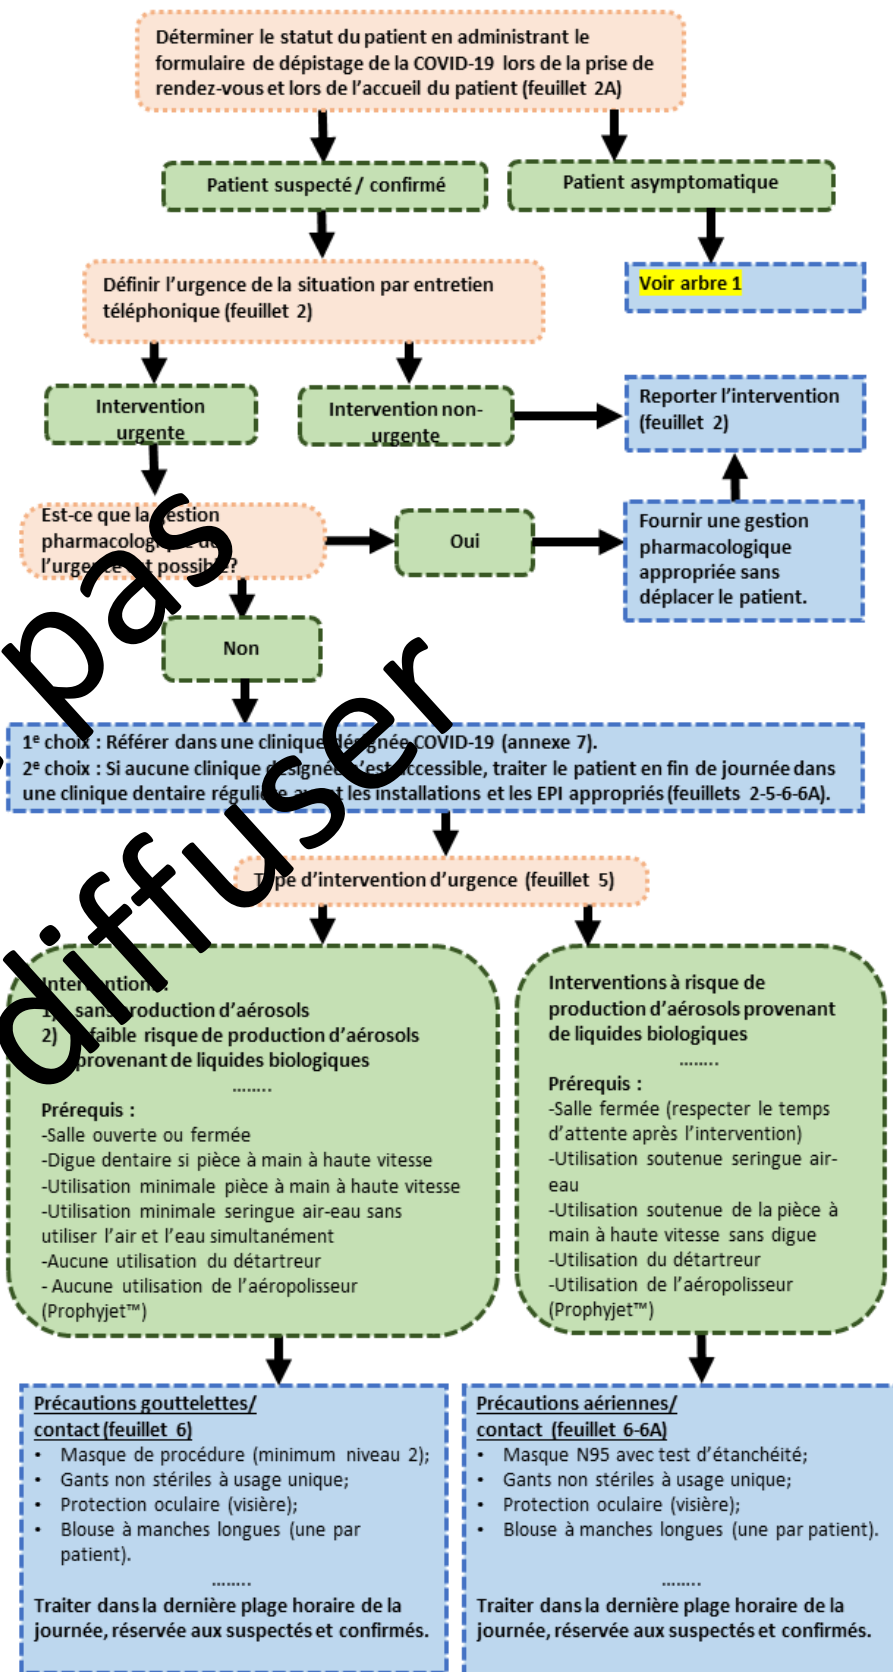 Déterminer le statut du patient en administrant le
formulaire de dépistage de la COVID-19 lors de la prise de
rendez-vous et lors de l'accueil du patient (feuillet 2A)
Patient suspecté / confirmé
Patient asymptomatique
Définir l'urgence de la situation par entretien
téléphonique (feuillet 2)
Voir arbre 1
Intervention
urgente
Intervention non-
urgente
Reporter l'intervention
(feuillet 2)
Est-ce que la gestion
pharmacologique de
l'urgence est possible?
Oui
Fournir une gestion
pharmacologique
appropriée sans
déplacer le patient.
Non
1e choix : Référer dans une clinique désignée COVID-19 (annexe 7).
2e choix : Si aucune clinique désignée n'est accessible, traiter le patient en fin de journée dans
une clinique dentaire régulière ayant les installations et les EPI appropriés (feuillets 2-5-6-6A).
Type d'intervention d'urgence (feuillet 5)
Interventions :
1) sans production d'aérosols
2) faible risque de production d'aérosols
provenant de liquides biologiques
........
Prérequis :
-Salle ouverte ou fermée
-Digue dentaire si pièce à main à haute vitesse
-Utilisation minimale pièce à main à haute vitesse
-Utilisation minimale seringue air-eau sans
utiliser l'air et l'eau simultanément
-Aucune utilisation du détartreur
- Aucune utilisation de l'aéropolisseur
(Prophyjet™)
Interventions à risque de
production d'aérosols provenant
de liquides biologiques
........
Prérequis :
-Salle fermée (respecter le temps
d'attente après l'intervention)
-Utilisation soutenue seringue air-
eau
-Utilisation soutenue de la pièce à
main à haute vitesse sans digue
-Utilisation du détartreur
-Utilisation de l'aéropolisseur
(Prophyjet™)
Précautions gouttelettes/
contact (feuillet 6)
• Masque de procédure (minimum niveau 2);
• Gants non stériles à usage unique;
• Protection oculaire (visière);
• Blouse à manches longues (une par
patient).
........
Traiter dans la dernière plage horaire de la
journée, réservée aux suspectés et confirmés.
Précautions aériennes/
contact (feuillet 6-6A)
• Masque N95 avec test d'étanchéité;
• Gants non stériles à usage unique;
• Protection oculaire (visière);
• Blouse à manches longues (une par patient).
........
Traiter dans la dernière plage horaire de la
journée, réservée aux suspectés et confirmés.
pas
diffuser